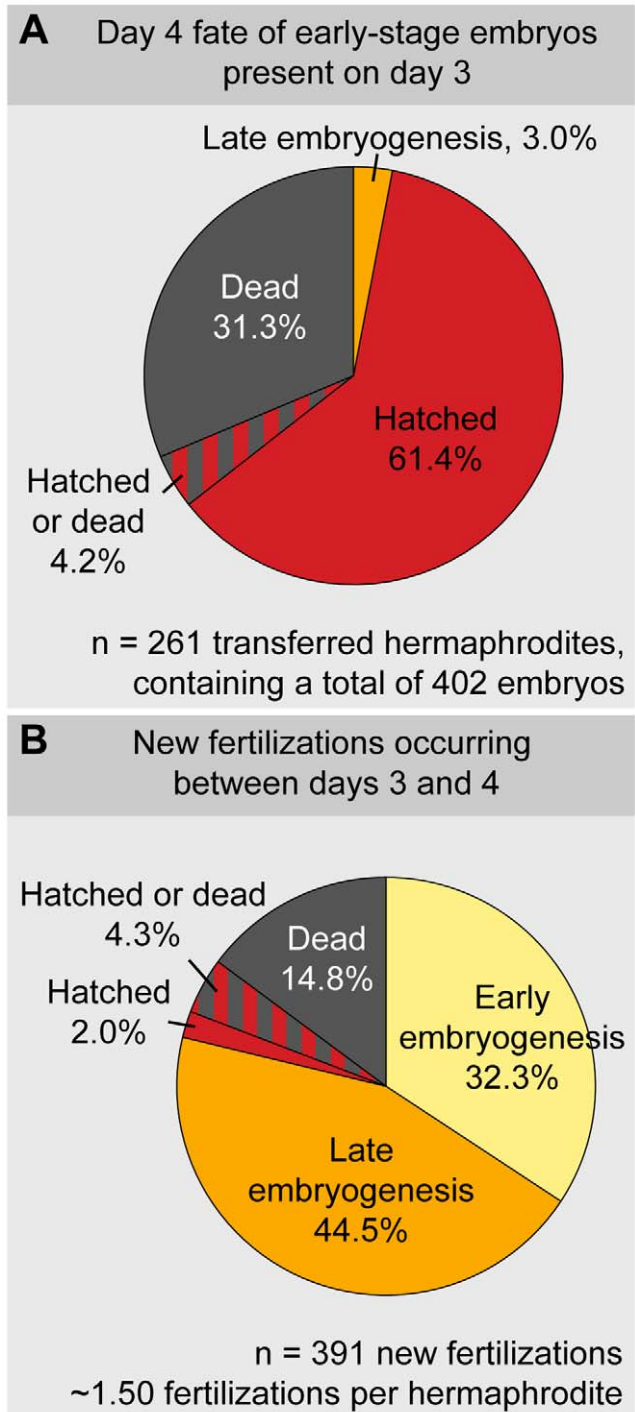 A Day 4 fate of early-stage embryos
present on day 3
Late embryogenesis, 3.0%
Dead
31.3%
Hatched
61.4%
Hatched
or dead
4.2%
n = 261 transferred hermaphrodites,
containing a total of 402 embryos
B New fertilizations occurring
between days 3 and 4
Hatched or dead
4.3%
Dead
14.8%
Hatched
2.0%
Early
embryogenesis
32.3%
Late
embryogenesis
44.5%
n = 391 new fertilizations
~1.50 fertilizations per hermaphrodite